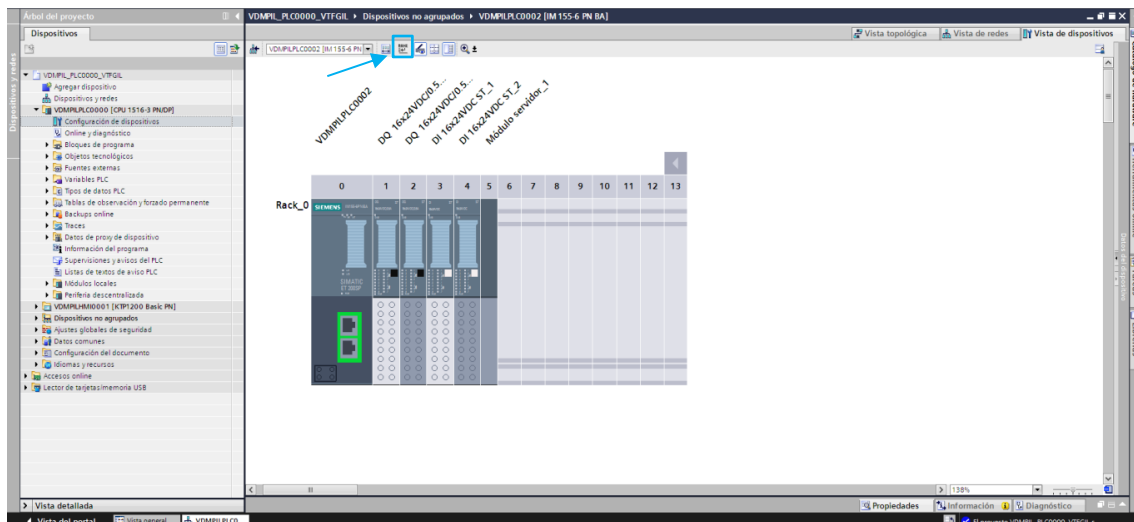 Árbol del proyecto
VDMPIL_PLC0000_VTFGIL ▸ Dispositivos no agrupados ▸ VDMPILPLC0002 [IM 155-6 PN BA]
Dispositivos
Vista topológica
Vista de redes
Vista de dispositivos
VDMPILPLC0002 [IM 155-6 PN
VDMPIL_PLC0000_VTFGIL
Agregar dispositivo
Dispositivos y redes
VDMPILPLC0000 [CPU 1516-3 PN/DP]
Configuración de dispositivos
Online y diagnóstico
Bloques de programa
Objetos tecnológicos
Fuentes externas
Variables PLC
Tipos de datos PLC
Tablas de observación y forzado permanente
Backups online
Traces
Datos de proxy de dispositivo
Información del programa
Supervisiones y avisos del PLC
Listas de textos de aviso PLC
Módulos locales
Periferia descentralizada
VDMPILHMI0001 [KTP1200 Basic PN]
Dispositivos no agrupados
Ajustes globales de seguridad
Datos comunes
Configuración del documento
Idiomas y recursos
Accesos online
Lector de tarjetas/memoria USB
VDMPILPLC0002
DQ 16x24VDC/0.5...
DQ 16x24VDC/0.5...
DI 16x24VDC ST_1
DI 16x24VDC ST_2
Módulo servidor_1
0 1 2 3 4 5 6 7 8 9 10 11 12 13
Rack_0
SIEMENS
SIMATIC
ET 200SP
Dispositivos y redes
Datos del dispositivo
138%
Vista detallada
Propiedades
Información
Diagnóstico
Vista del portal
Vista general
VDMPILPLC0...